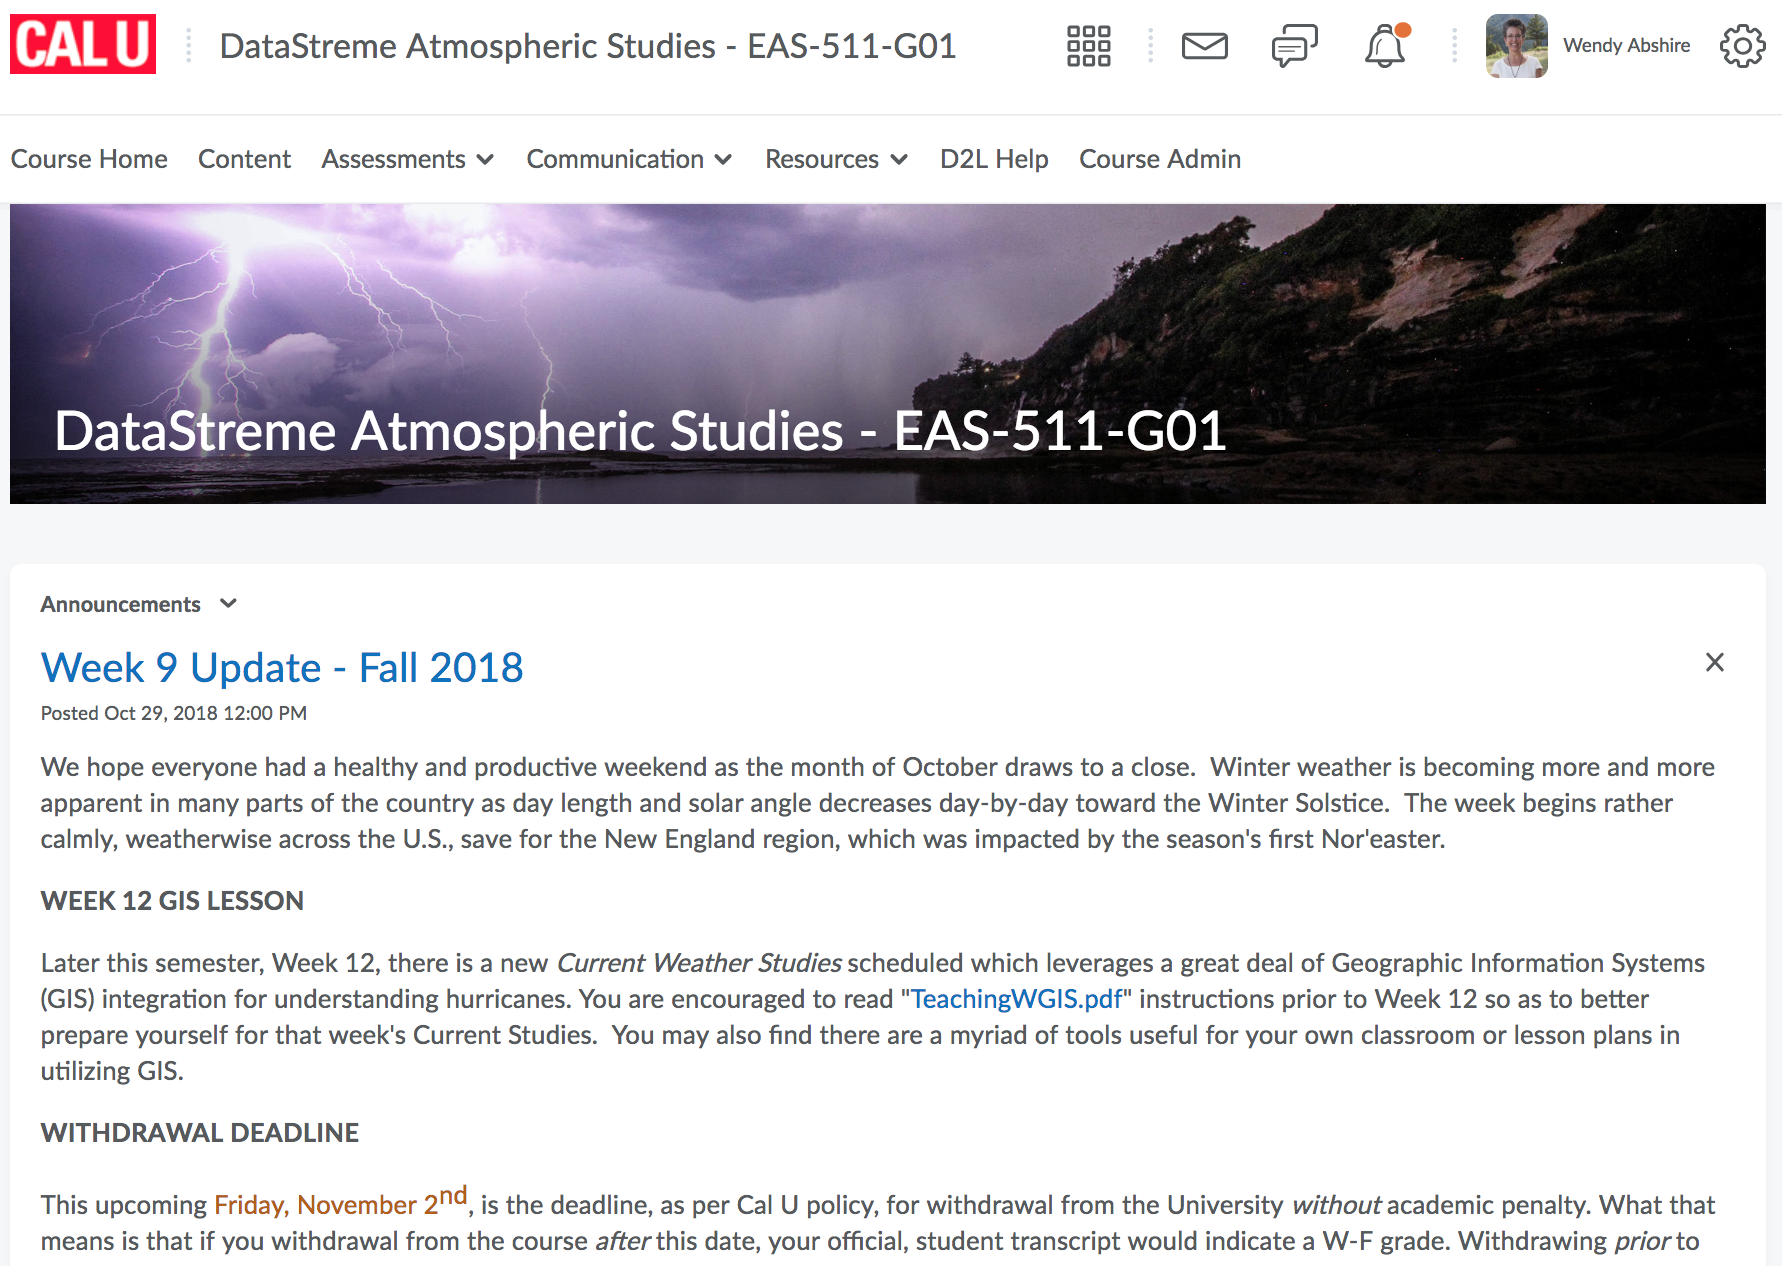 CAL U
DataStreme Atmospheric Studies - EAS-511-G01
Wendy Abshire
Course Home Content Assessments Communication Resources D2L Help Course Admin
DataStreme Atmospheric Studies - EAS-511-G01
Announcements
Week 9 Update - Fall 2018
Posted Oct 29, 2018 12:00 PM
We hope everyone had a healthy and productive weekend as the month of October draws to a close.  Winter weather is becoming more and more
apparent in many parts of the country as day length and solar angle decreases day-by-day toward the Winter Solstice.  The week begins rather
calmly, weatherwise across the U.S., save for the New England region, which was impacted by the season's first Nor'easter.
WEEK 12 GIS LESSON
Later this semester, Week 12, there is a new Current Weather Studies scheduled which leverages a great deal of Geographic Information Systems
(GIS) integration for understanding hurricanes. You are encouraged to read "TeachingWGIS.pdf" instructions prior to Week 12 so as to better
prepare yourself for that week's Current Studies.  You may also find there are a myriad of tools useful for your own classroom or lesson plans in
utilizing GIS.
WITHDRAWAL DEADLINE
This upcoming Friday, November 2nd, is the deadline, as per Cal U policy, for withdrawal from the University without academic penalty. What that
means is that if you withdrawal from the course after this date, your official, student transcript would indicate a W-F grade. Withdrawing prior to